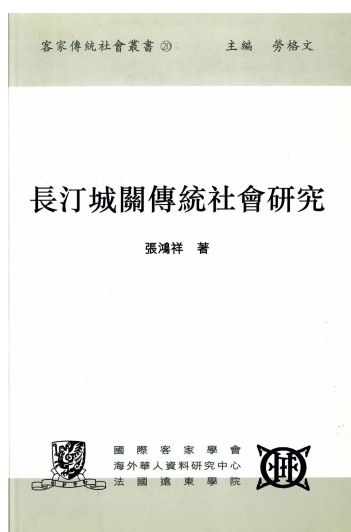 客家傳統社會叢書⑳ 主編 勞格文
長汀城關傳統社會研究
張鴻祥 著
國際客家學會
海外華人資料研究中心
法國遠東學院